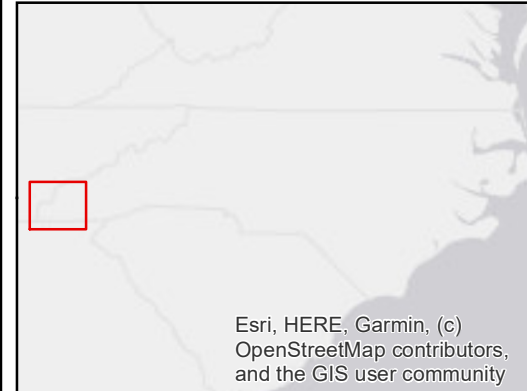 Esri, HERE, Garmin, (c)
OpenStreetMap contributors,
and the GIS user community